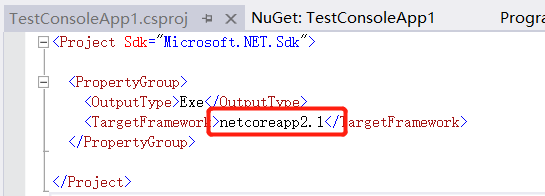 TestConsoleApp1.csproj NuGet: TestConsoleApp1 Progra
<Project Sdk="Microsoft.NET.Sdk">
<PropertyGroup>
<OutputType>Exe</OutputType>
<TargetFramework>netcoreapp2.1</TargetFramework>
</PropertyGroup>
</Project>